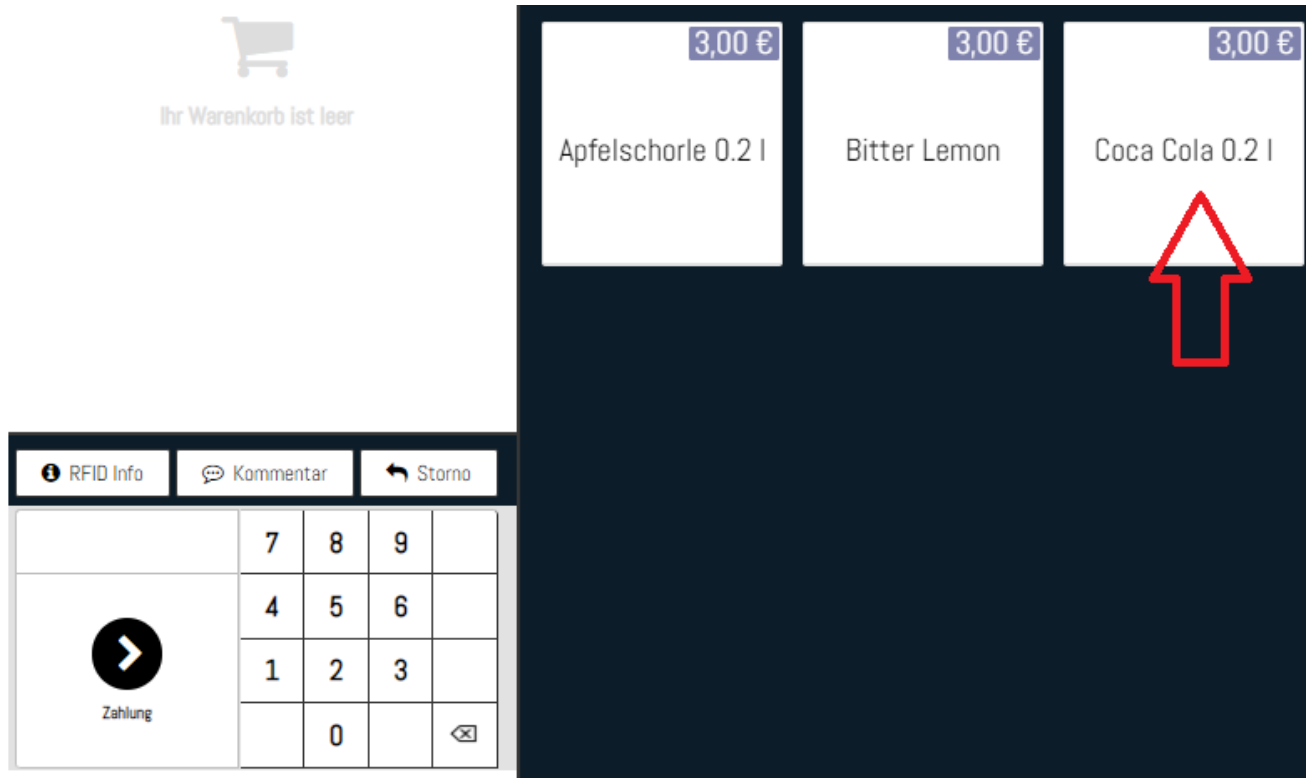 Ihr Warenkorb ist leer
3,00 €
3,00 €
3,00 €
Apfelschorle 0.2 l
Bitter Lemon
Coca Cola 0.2 l
RFID Info
Kommentar
Storno
7 8 9
4 5 6
1 2 3
0
Zahlung